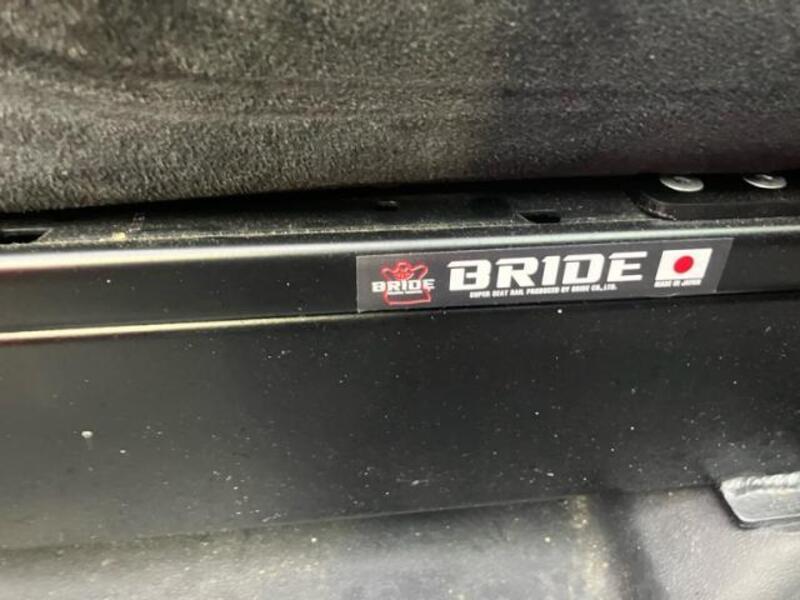 BRIDE
BRIDE
SUPER SEAT RAIL PRODUCED BY BRIDE CO.,LTD.
MADE IN JAPAN